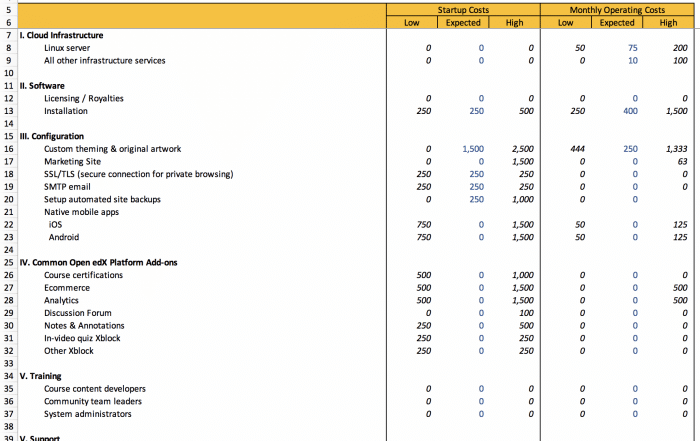 5 Startup Costs Monthly Operating Costs
6 Low Expected High Low Expected High
7 I. Cloud Infrastructure
8 Linux server 0 0 0 50 75 200
9 All other infrastructure services 0 0 0 0 10 100
10
11 II. Software
12 Licensing / Royalties 0 0 0 0 0 0
13 Installation 250 250 500 250 400 1,500
14
15 III. Configuration
16 Custom theming & original artwork 0 1,500 2,500 444 250 1,333
17 Marketing Site 0 0 1,500 0 0 63
18 SSL/TLS (secure connection for private browsing) 250 250 250 0 0 0
19 SMTP email 250 250 250 0 0 0
20 Setup automated site backups 0 250 1,000 0 0
21 Native mobile apps
22 iOS 750 0 1,500 50 0 125
23 Android 750 0 1,500 50 0 125
24
25 IV. Common Open edX Platform Add-ons
26 Course certifications 500 0 1,000 0 0 0
27 Ecommerce 500 0 1,500 0 0 500
28 Analytics 500 0 1,500 0 0 500
29 Discussion Forum 0 0 100 0 0 0
30 Notes & Annotations 250 0 500 0 0 0
31 In-video quiz Xblock 250 0 250 0 0 0
32 Other Xblock 250 0 250 0 0 0
33
34 V. Training
35 Course content developers 0 0 0 0 0 0
36 Community team leaders 0 0 0 0 0 0
37 System administrators 0 0 0 0 0 0
38
39 V. Support